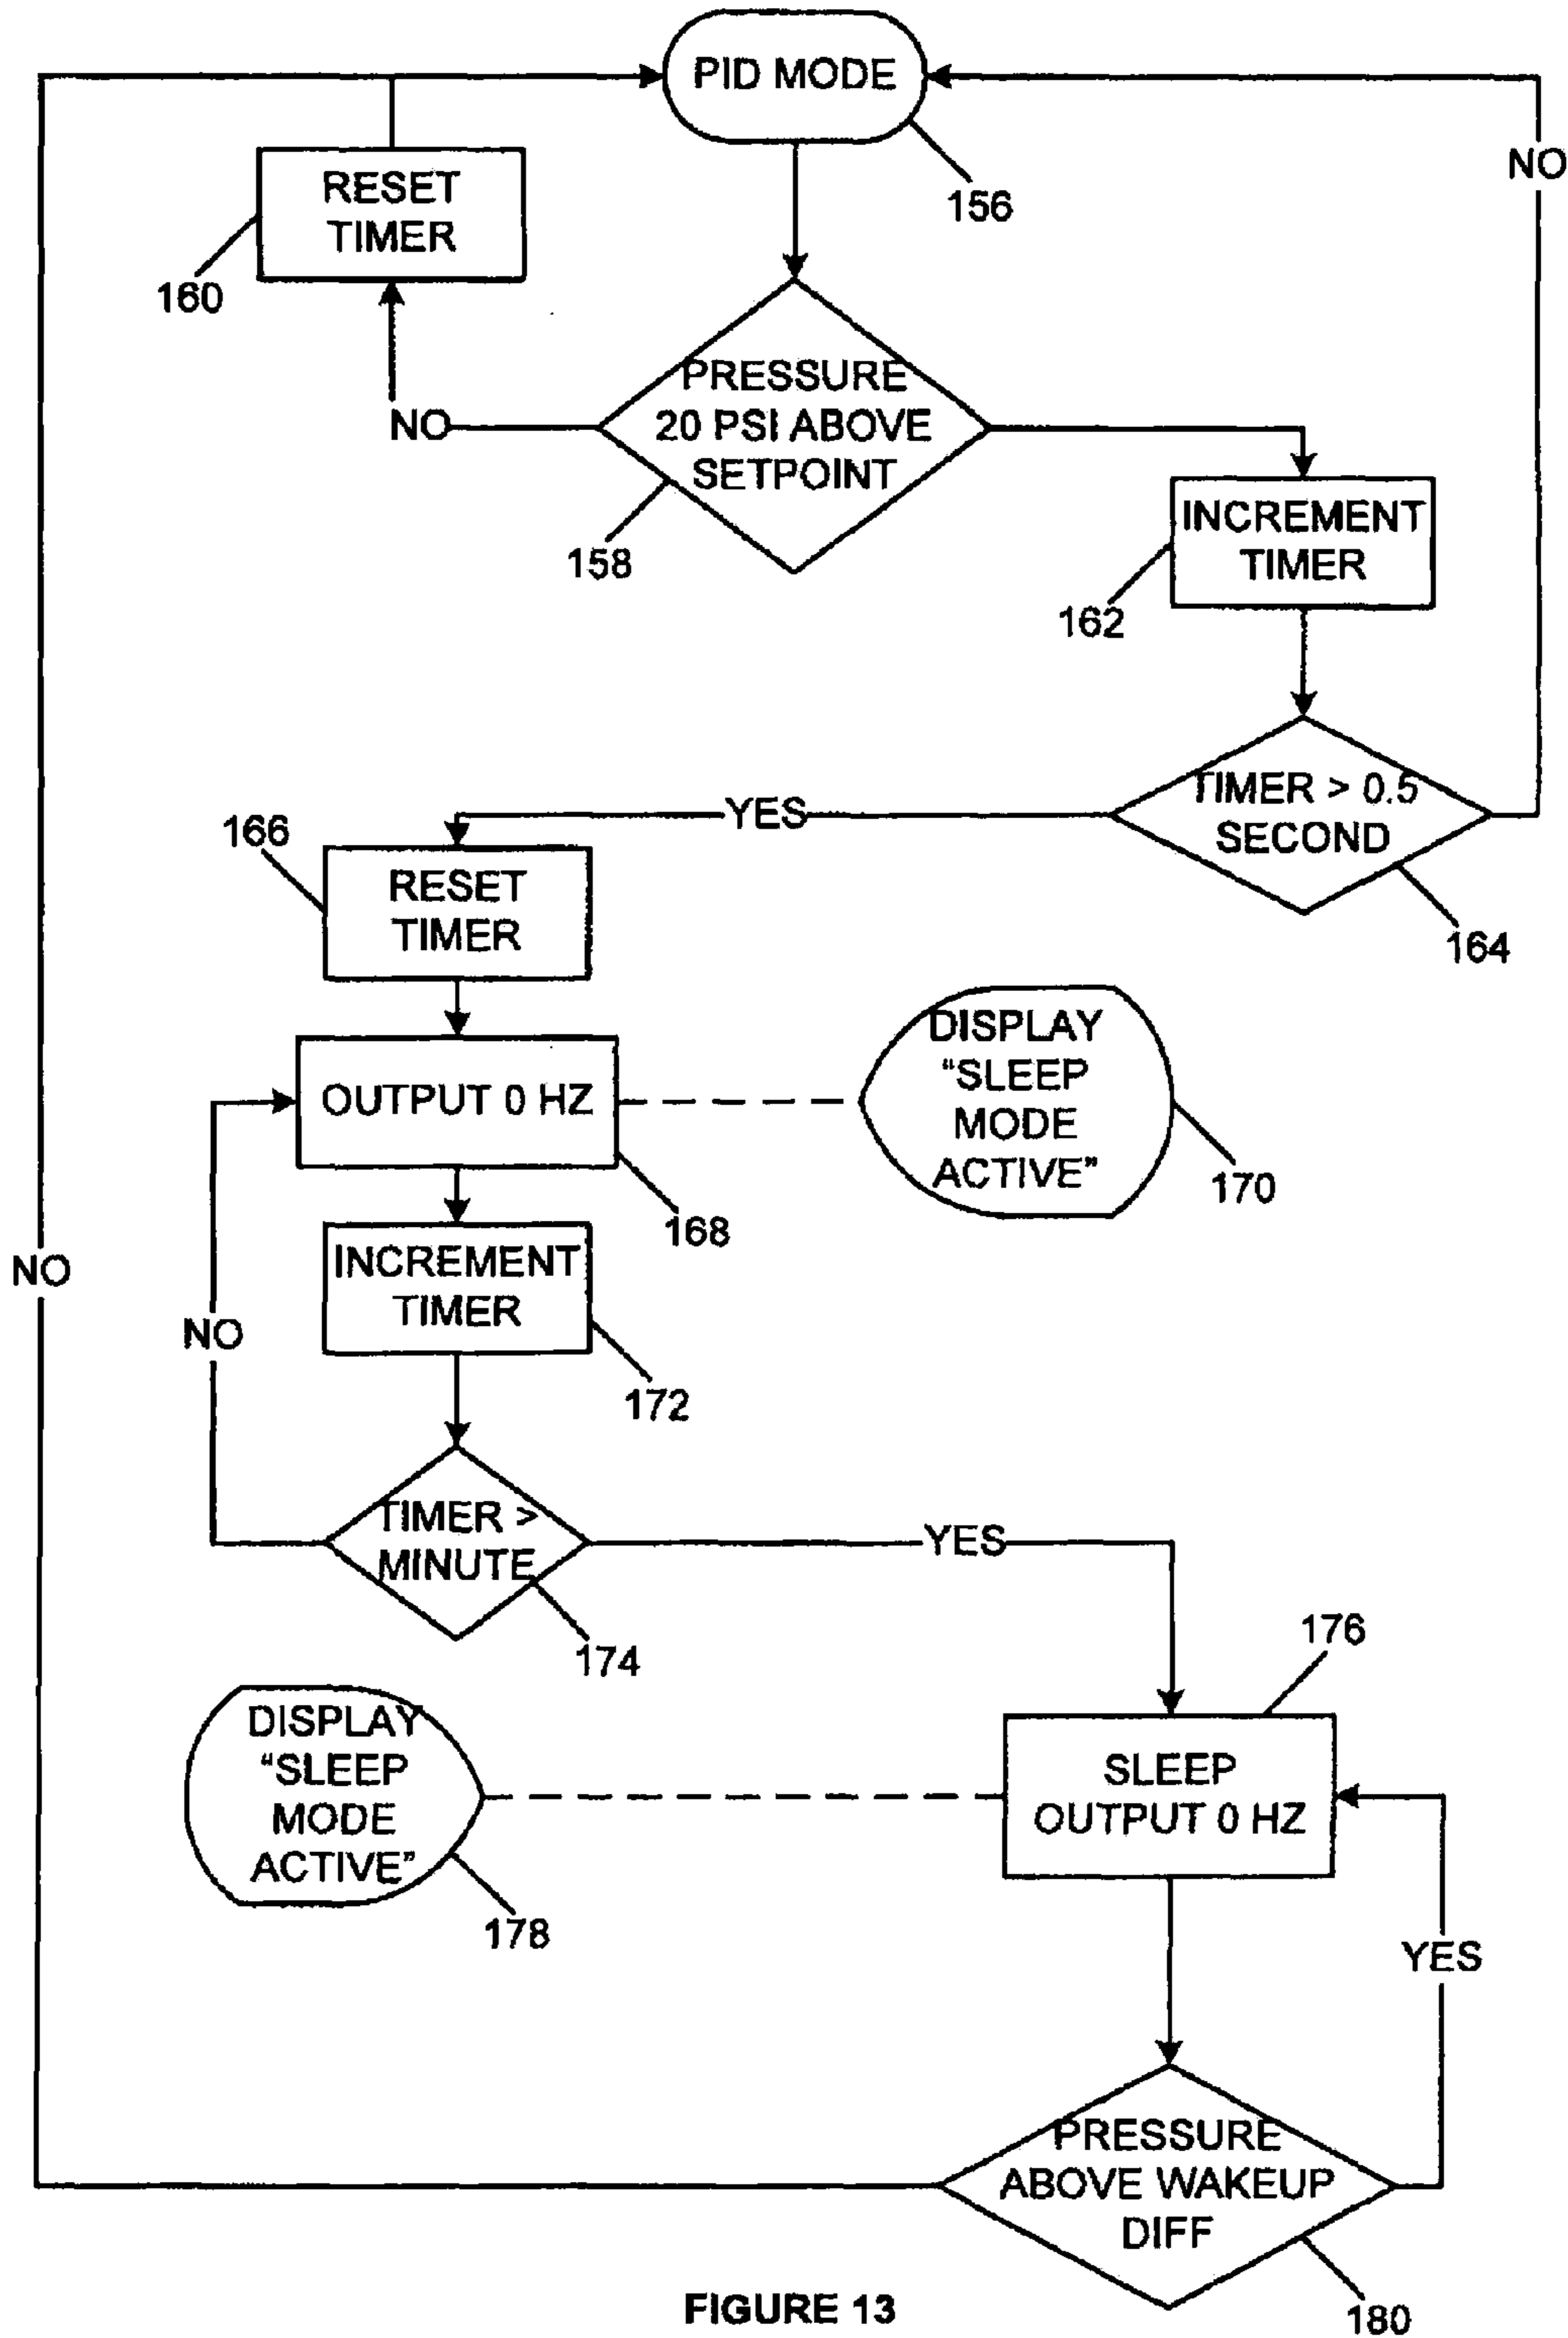 PID MODE
156
NO
RESET
TIMER
160
PRESSURE
20 PSI ABOVE
SETPOINT
NO
158
INCREMENT
TIMER
162
TIMER > 0.5
SECOND
YES
164
166
RESET
TIMER
OUTPUT 0 HZ
168
DISPLAY
“SLEEP
MODE
ACTIVE”
170
INCREMENT
TIMER
172
NO
NO
TIMER >
MINUTE
174
YES
176
SLEEP
OUTPUT 0 HZ
DISPLAY
“SLEEP
MODE
ACTIVE”
178
YES
PRESSURE
ABOVE WAKEUP
DIFF
180
FIGURE 13